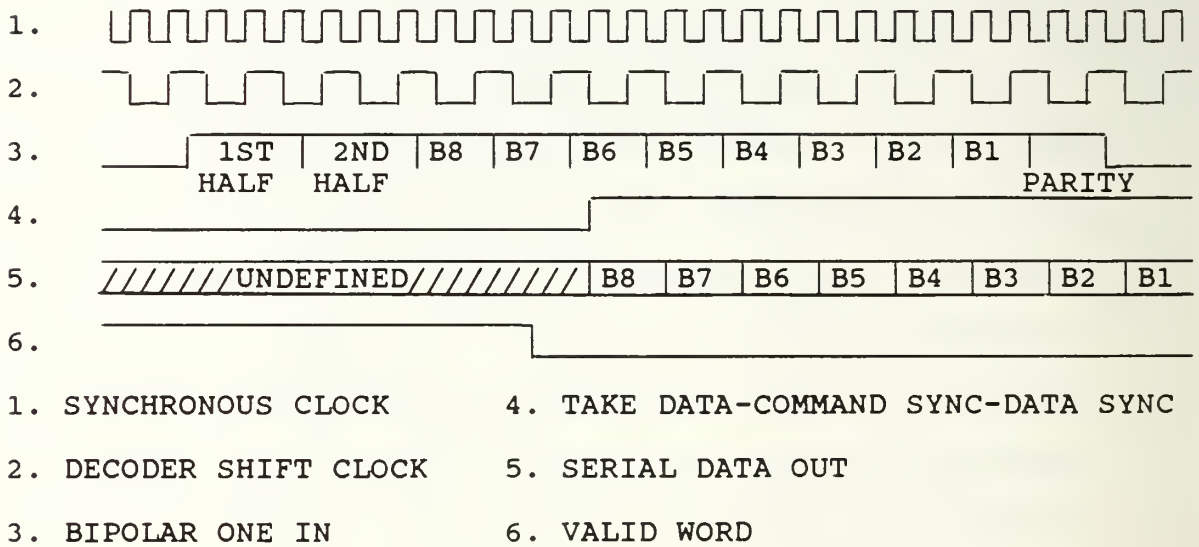 1.
2.
3. 1ST 2ND B8 B7 B6 B5 B4 B3 B2 B1
HALF HALF PARITY
4.
5. ///////UNDEFINED///////// B8 B7 B6 B5 B4 B3 B2 B1
6.
1. SYNCHRONOUS CLOCK 4. TAKE DATA-COMMAND SYNC-DATA SYNC
2. DECODER SHIFT CLOCK 5. SERIAL DATA OUT
3. BIPOLAR ONE IN 6. VALID WORD